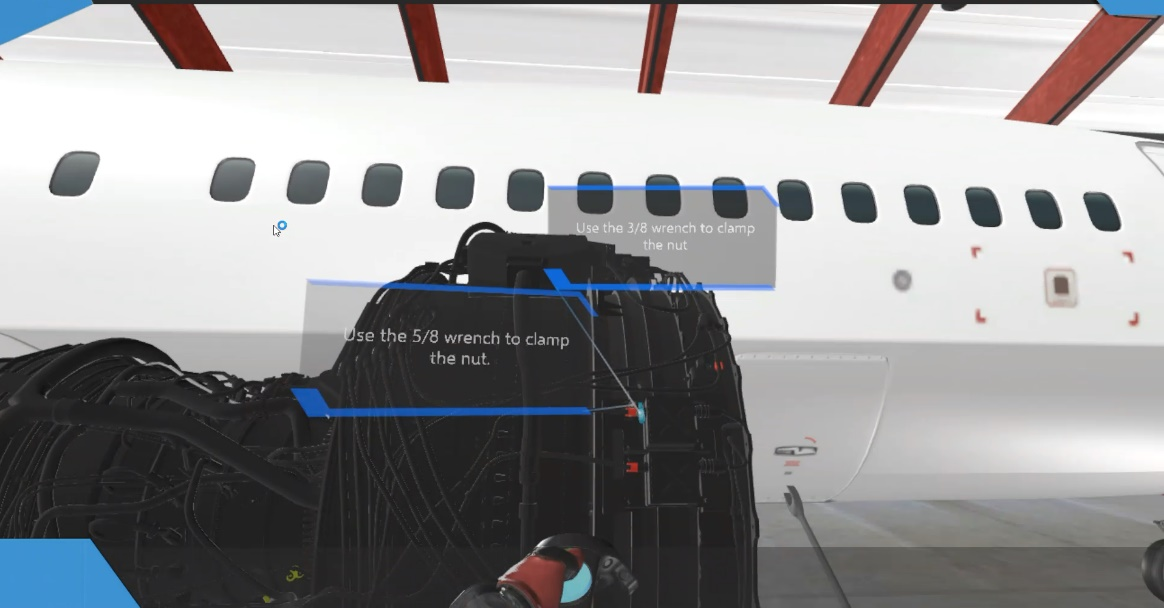 Use the 3/8 wrench to clamp
the nut
Use the 5/8 wrench to clamp
the nut.